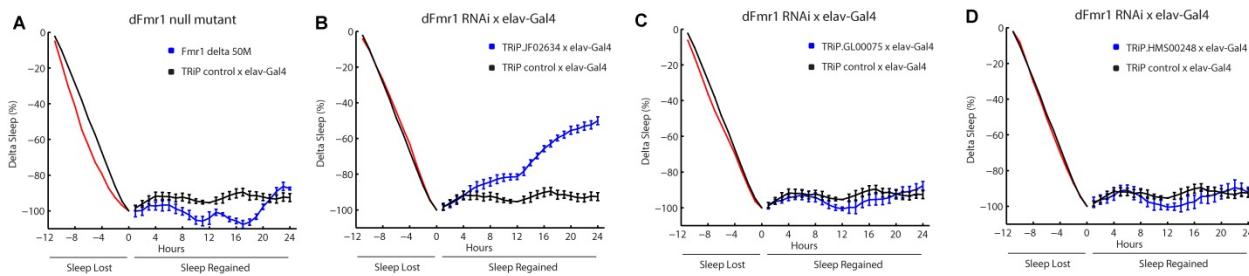 A
dFmr1 null mutant
Fmr1 delta 50M
TRiP control x elav-Gal4
Delta Sleep (%)
0
−20
−40
−60
−80
−100
−12 −8 −4 0 4 8 12 16 20 24
Hours
Sleep Lost Sleep Regained
B
dFmr1 RNAi x elav-Gal4
TRiP.JF02634 x elav-Gal4
TRiP control x elav-Gal4
Delta Sleep (%)
0
−20
−40
−60
−80
−100
−12 −8 −4 0 4 8 12 16 20 24
Hours
Sleep Lost Sleep Regained
C
dFmr1 RNAi x elav-Gal4
TRiP.GL00075 x elav-Gal4
TRiP control x elav-Gal4
Delta Sleep (%)
0
−20
−40
−60
−80
−100
−12 −8 −4 0 4 8 12 16 20 24
Hours
Sleep Lost Sleep Regained
D
dFmr1 RNAi x elav-Gal4
TRiP.HMS00248 x elav-Gal4
TRiP control x elav-Gal4
Delta Sleep (%)
0
−20
−40
−60
−80
−100
−12 −8 −4 0 4 8 12 16 20 24
Hours
Sleep Lost Sleep Regained